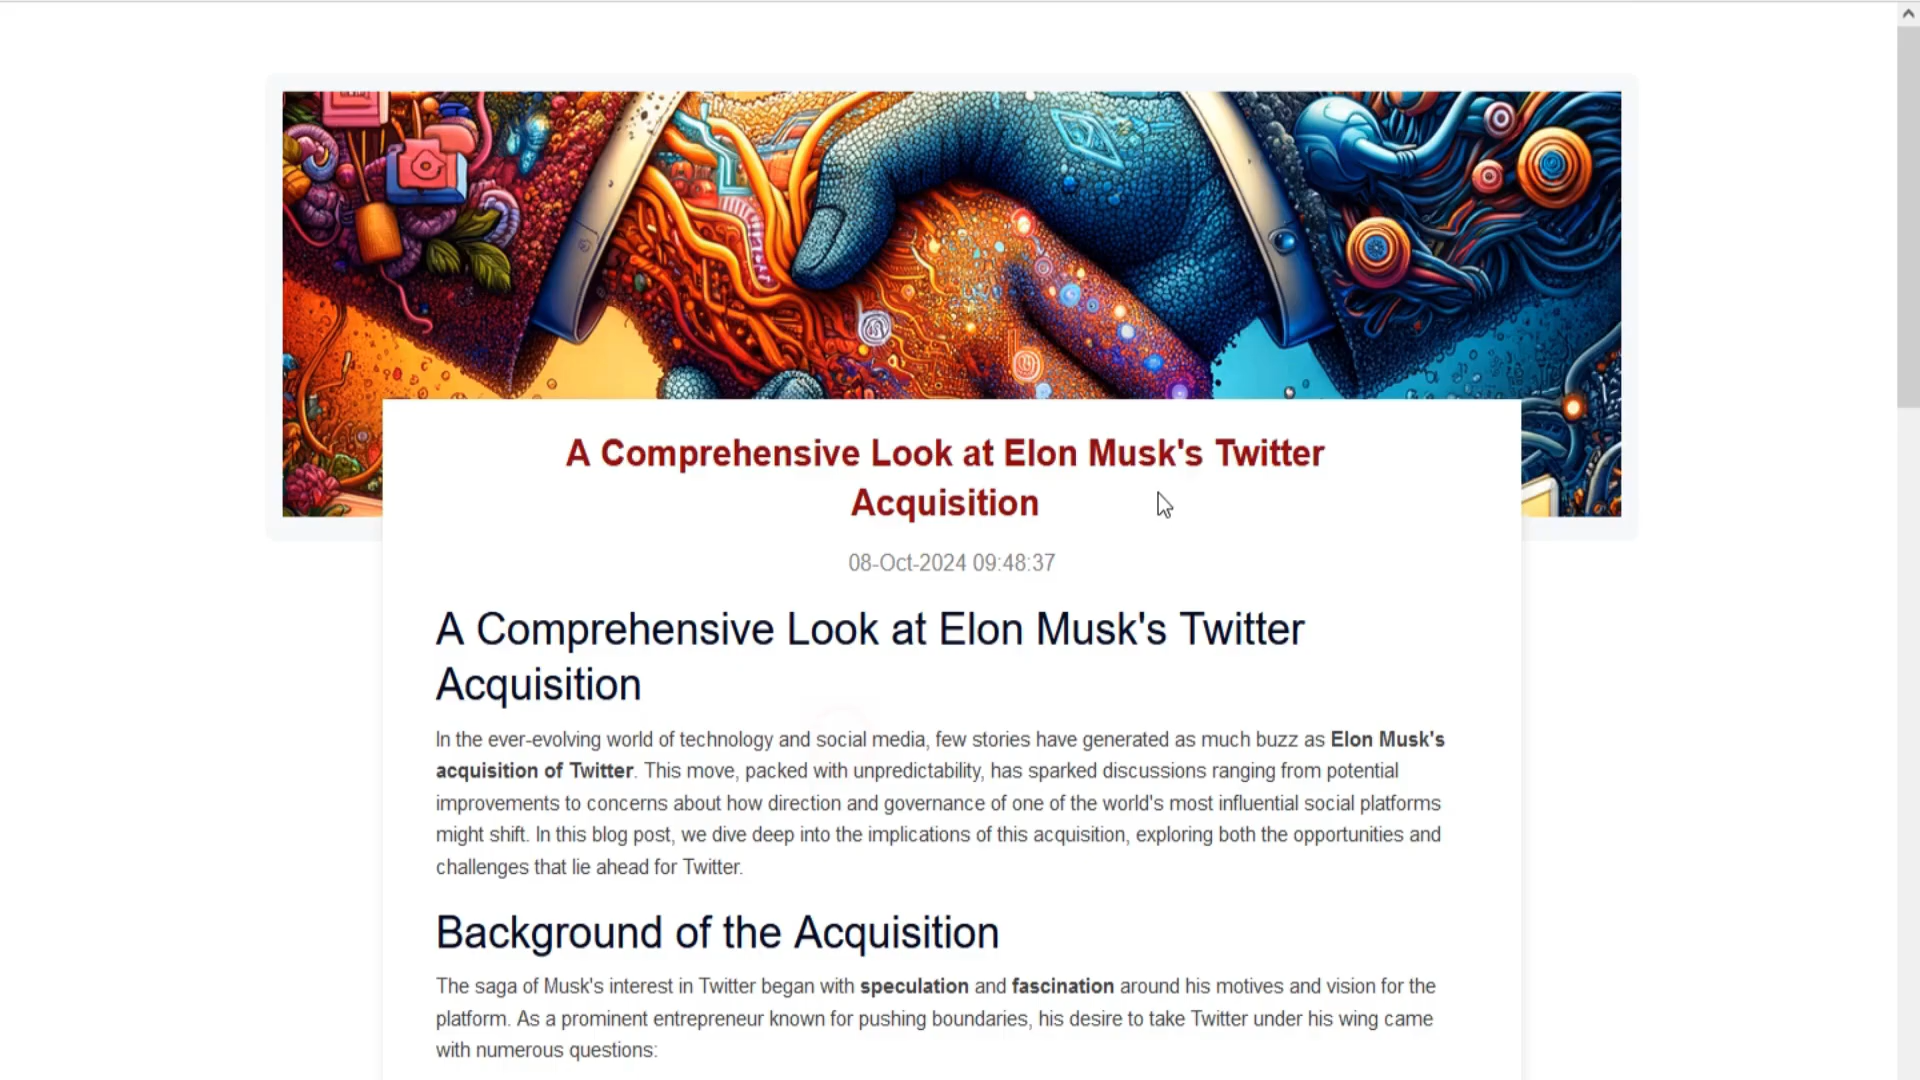 A Comprehensive Look at Elon Musk's Twitter
Acquisition
08-Oct-2024 09:48:37
A Comprehensive Look at Elon Musk's Twitter
Acquisition
In the ever-evolving world of technology and social media, few stories have generated as much buzz as Elon Musk's
acquisition of Twitter. This move, packed with unpredictability, has sparked discussions ranging from potential
improvements to concerns about how direction and governance of one of the world's most influential social platforms
might shift. In this blog post, we dive deep into the implications of this acquisition, exploring both the opportunities and
challenges that lie ahead for Twitter.
Background of the Acquisition
The saga of Musk's interest in Twitter began with speculation and fascination around his motives and vision for the
platform. As a prominent entrepreneur known for pushing boundaries, his desire to take Twitter under his wing came
with numerous questions: